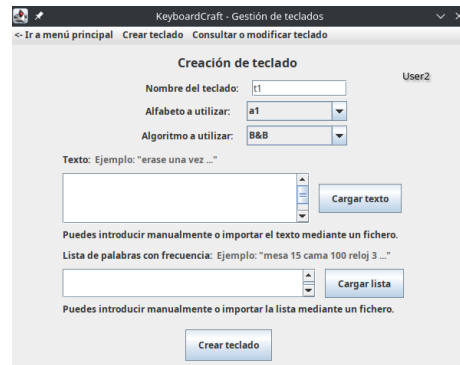 KeyboardCraft - Gestión de teclados
<- Ir a menú principal Crear teclado Consultar o modificar teclado
Creación de teclado
User2
Nombre del teclado: t1
Alfabeto a utilizar: a1
Algoritmo a utilizar: B&B
Texto: Ejemplo: "erase una vez ..."
Cargar texto
Puedes introducir manualmente o importar el texto mediante un fichero.
Lista de palabras con frecuencia: Ejemplo: "mesa 15 cama 100 reloj 3 ..."
Cargar lista
Puedes introducir manualmente o importar la lista mediante un fichero.
Crear teclado